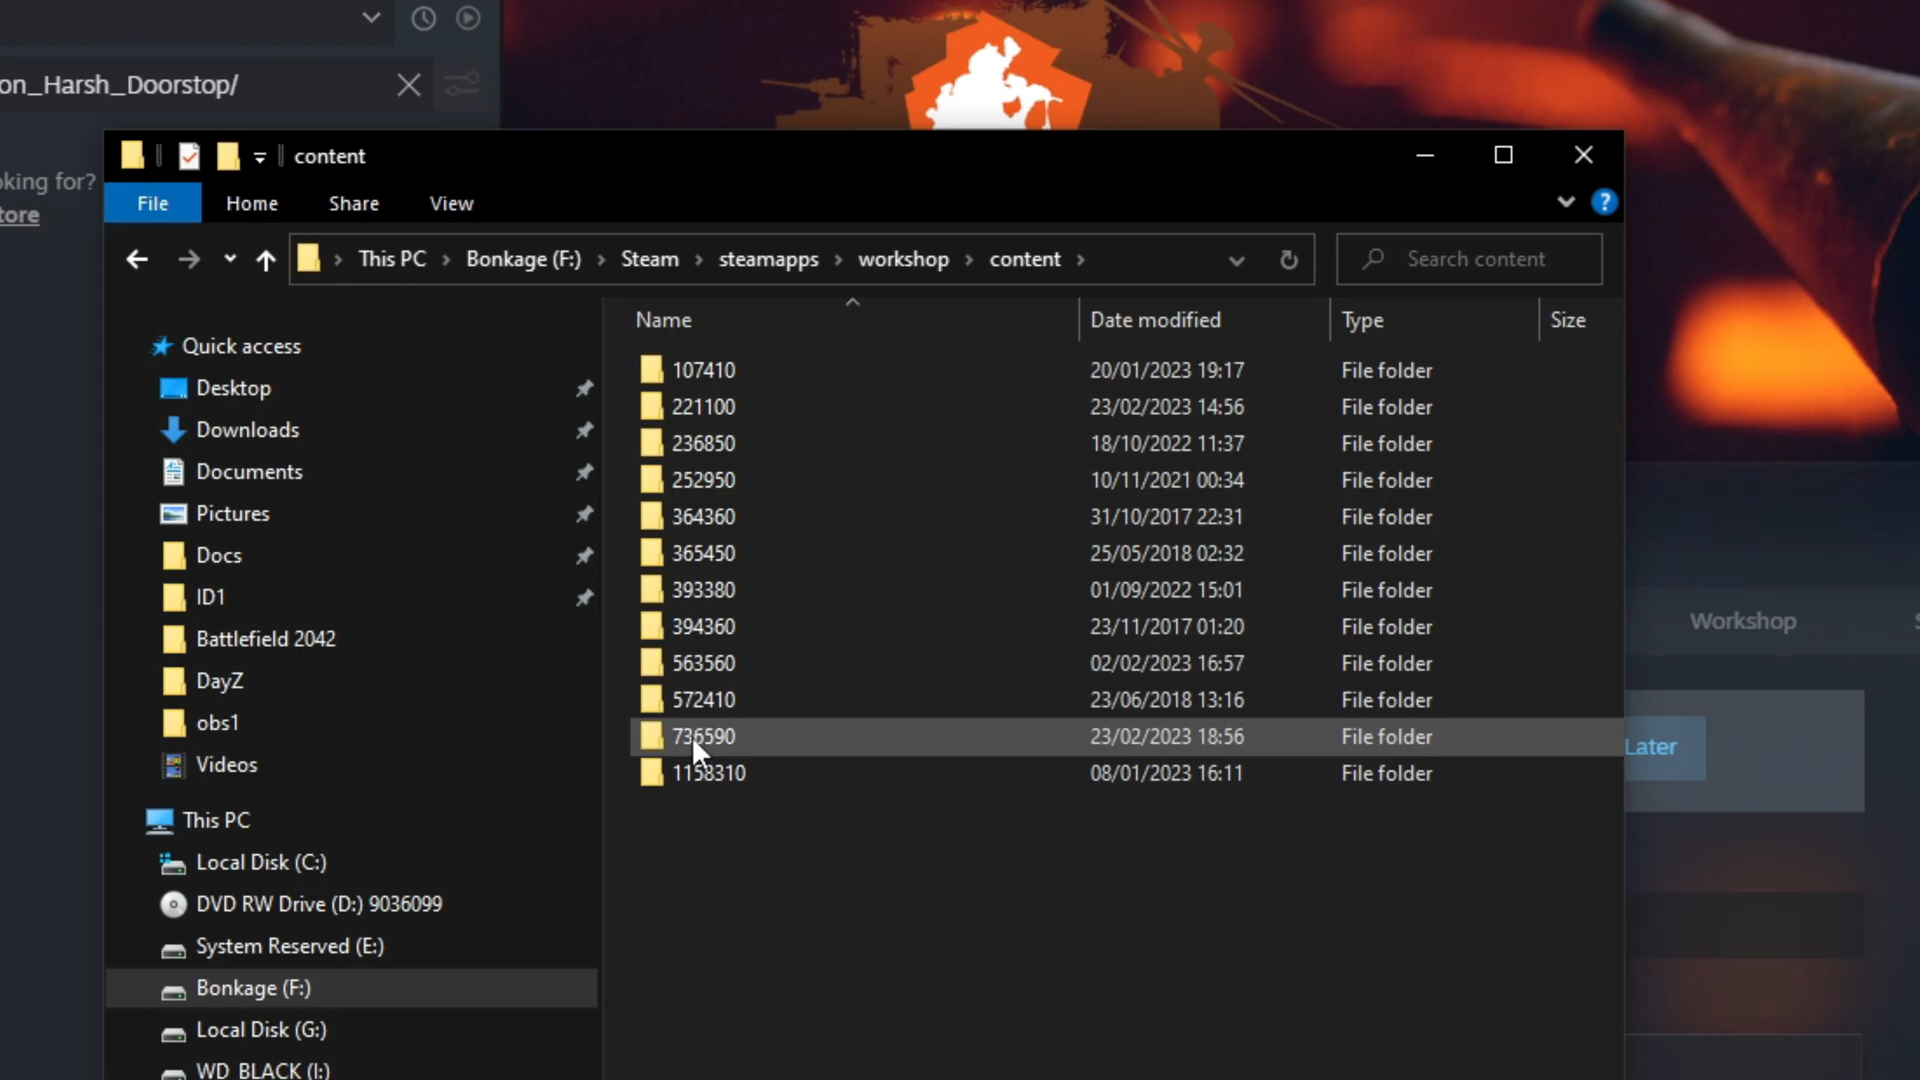 on_Harsh_Doorstop/
oking for?
tore
content
File Home Share View
?
This PC > Bonkage (F:) > Steam > steamapps > workshop > content >
Search content
Name Date modified Type Size
Quick access
Desktop
Downloads
Documents
Pictures
Docs
ID1
Battlefield 2042
DayZ
obs1
Videos
This PC
Local Disk (C:)
DVD RW Drive (D:) 9036099
System Reserved (E:)
Bonkage (F:)
Local Disk (G:)
WD_BLACK (I:)
107410 20/01/2023 19:17 File folder
221100 23/02/2023 14:56 File folder
236850 18/10/2022 11:37 File folder
252950 10/11/2021 00:34 File folder
364360 31/10/2017 22:31 File folder
365450 25/05/2018 02:32 File folder
393380 01/09/2022 15:01 File folder
394360 23/11/2017 01:20 File folder
563560 02/02/2023 16:57 File folder
572410 23/06/2018 13:16 File folder
736590 23/02/2023 18:56 File folder
1158310 08/01/2023 16:11 File folder
Workshop
Later